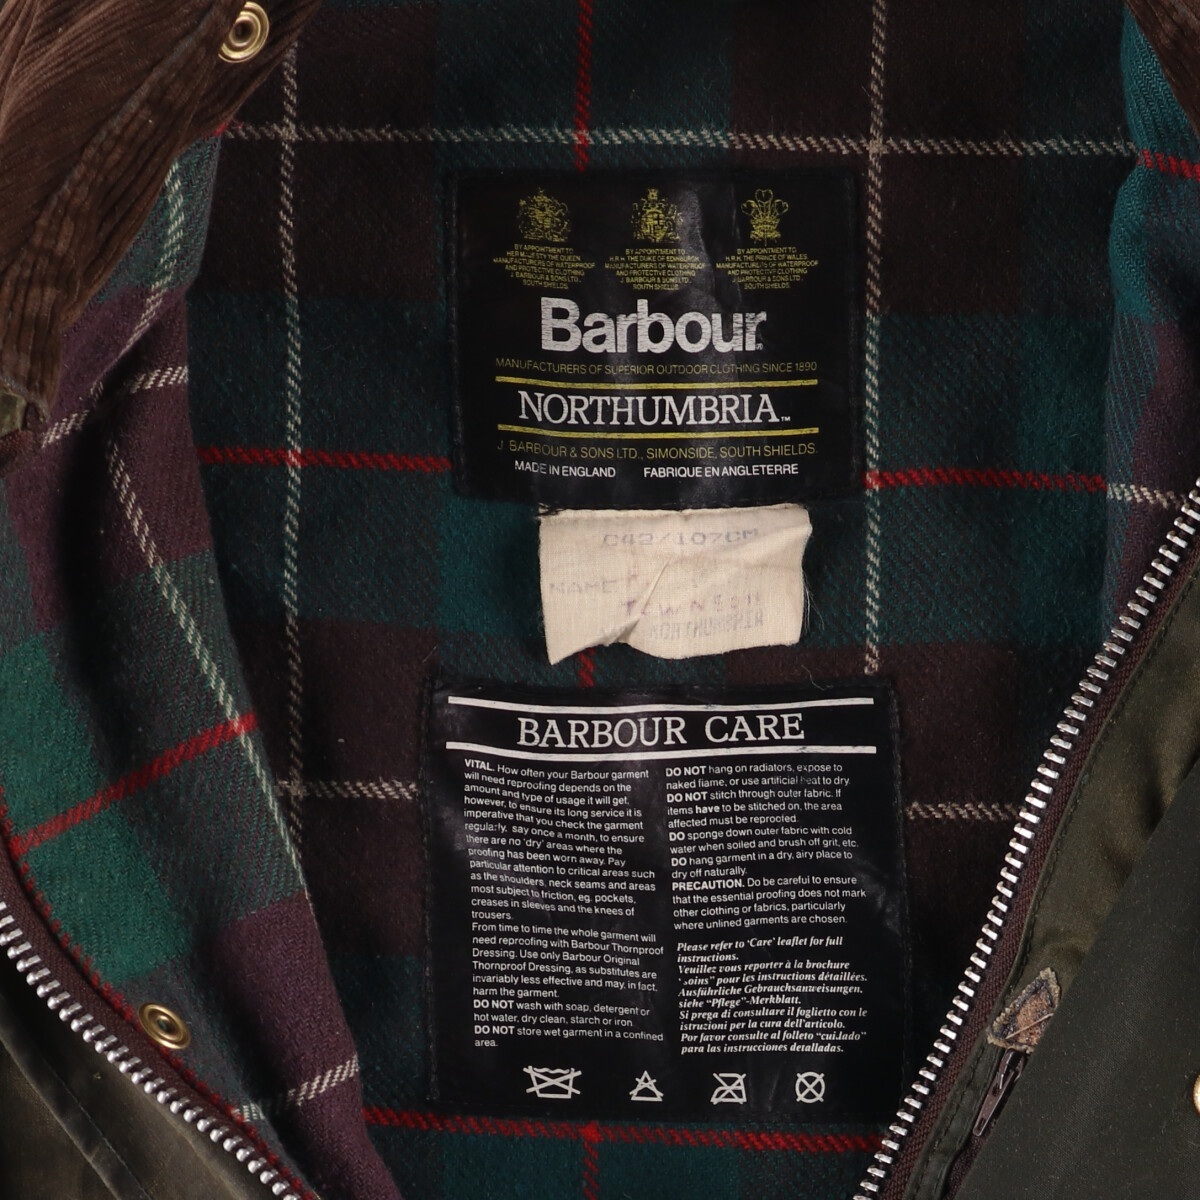 BY APPOINTMENT TO
HER MAJESTY THE QUEEN
MANUFACTURERS OF WATERPROOF
AND PROTECTIVE CLOTHING
J. BARBOUR & SONS LTD.
SOUTH SHIELDS.
BY APPOINTMENT TO
H.R.H. THE DUKE OF EDINBURGH
MANUFACTURERS OF WATERPROOF
AND PROTECTIVE CLOTHING
J. BARBOUR & SONS LTD.
SOUTH SHIELDS.
BY APPOINTMENT TO
H.R.H. THE PRINCE OF WALES
MANUFACTURERS OF WATERPROOF
AND PROTECTIVE CLOTHING
J. BARBOUR & SONS LTD.
SOUTH SHIELDS.
Barbour
MANUFACTURERS OF SUPERIOR OUTDOOR CLOTHING SINCE 1890
NORTHUMBRIA™
J. BARBOUR & SONS LTD., SIMONSIDE, SOUTH SHIELDS.
MADE IN ENGLAND FABRIQUE EN ANGLETERRE
C42/107CM
NAME
BARBOUR CARE
VITAL. How often your Barbour garment
will need reproofing depends on the
amount and type of usage it will get,
however, to ensure its long service it is
imperative that you check the garment
regularly, say once a month, to ensure
there are no 'dry' areas where the
proofing has been worn away. Pay
particular attention to critical areas such
as the shoulders, neck seams and areas
most subject to friction, eg. pockets,
creases in sleeves and the knees of
trousers.
From time to time the whole garment will
need reproofing with Barbour Thornproof
Dressing. Use only Barbour Original
Thornproof Dressing, as substitutes are
invariably less effective and may, in fact,
harm the garment.
DO NOT wash with soap, detergent or
hot water, dry clean, starch or iron.
DO NOT store wet garment in a confined
area.
DO NOT hang on radiators, expose to
naked flame, or use artificial heat to dry.
DO NOT stitch through outer fabric. If
items have to be stitched on, the area
affected must be reproofed.
DO sponge down outer fabric with cold
water when soiled and brush off grit, etc.
DO hang garment in a dry, airy place to
dry off naturally.
PRECAUTION. Do be careful to ensure
that the essential proofing does not mark
other clothing or fabrics, particularly
where unlined garments are chosen.
Please refer to 'Care' leaflet for full
instructions.
Veuillez vous reporter à la brochure
"soins" pour les instructions détaillées.
Ausführliche Gebrauchsanweisungen,
siehe "Pflege"-Merkblatt.
Si prega di consultare il foglietto con le
istruzioni per la cura dell'articolo.
Por favor consulte al folleto "cuidado"
para las instrucciones detalladas.